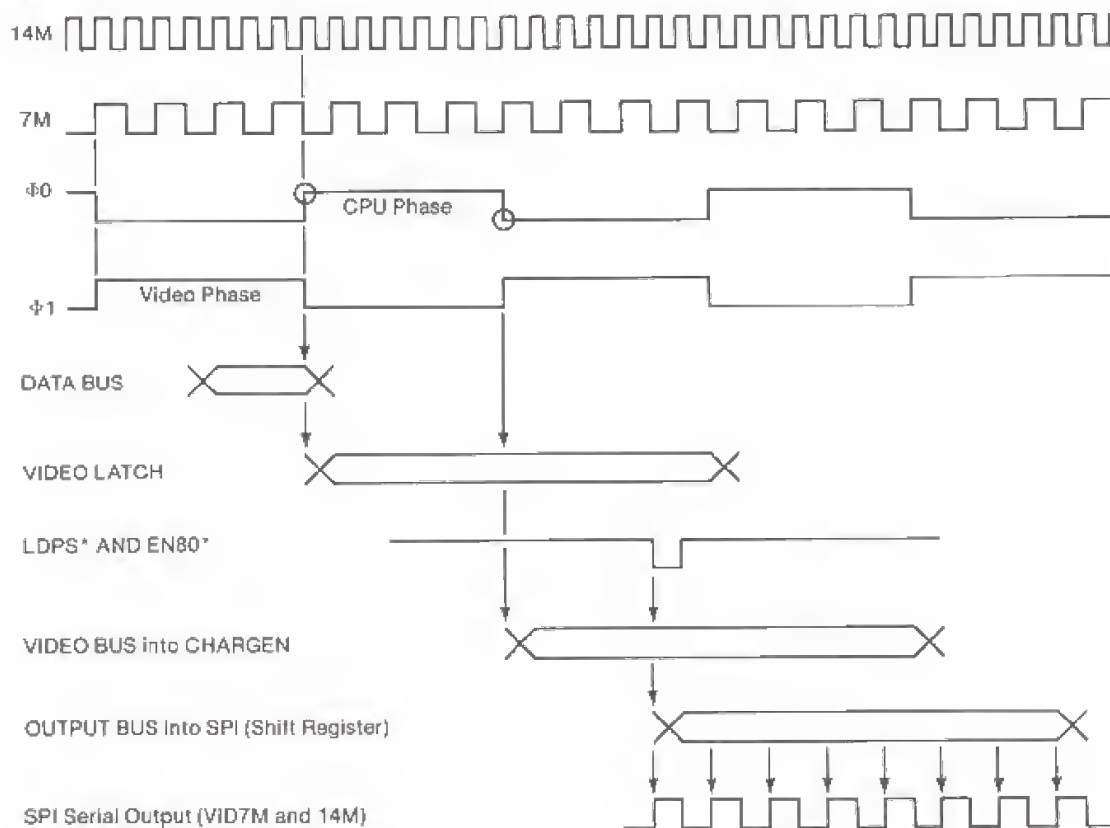 14M
7M
Φ0
CPU Phase
Video Phase
Φ1
DATA BUS
VIDEO LATCH
LDPS* AND EN80*
VIDEO BUS into CHARGEN
OUTPUT BUS into SPI (Shift Register)
SPI Serial Output (VID7M and 14M)